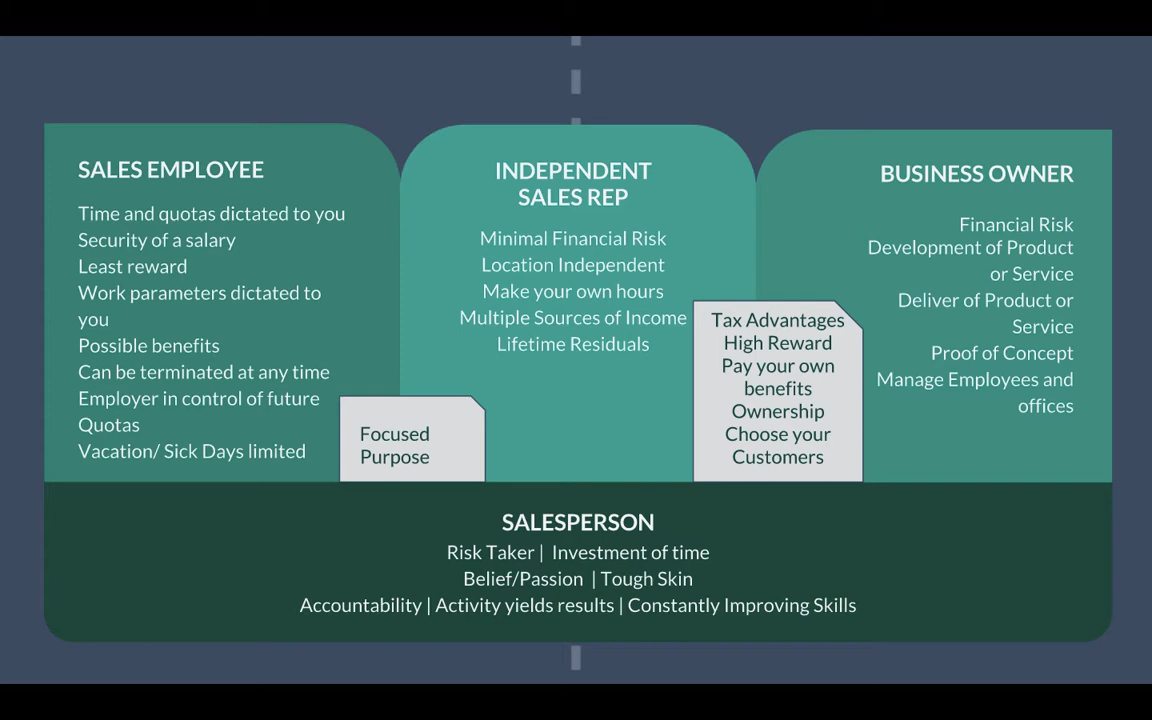 SALES EMPLOYEE
Time and quotas dictated to you
Security of a salary
Least reward
Work parameters dictated to
you
Possible benefits
Can be terminated at any time
Employer in control of future
Quotas
Vacation/ Sick Days limited
Focused
Purpose
INDEPENDENT
SALES REP
Minimal Financial Risk
Location Independent
Make your own hours
Multiple Sources of Income
Lifetime Residuals
Tax Advantages
High Reward
Pay your own
benefits
Ownership
Choose your
Customers
BUSINESS OWNER
Financial Risk
Development of Product
or Service
Deliver of Product or
Service
Proof of Concept
Manage Employees and
offices
SALESPERSON
Risk Taker | Investment of time
Belief/Passion | Tough Skin
Accountability | Activity yields results | Constantly Improving Skills